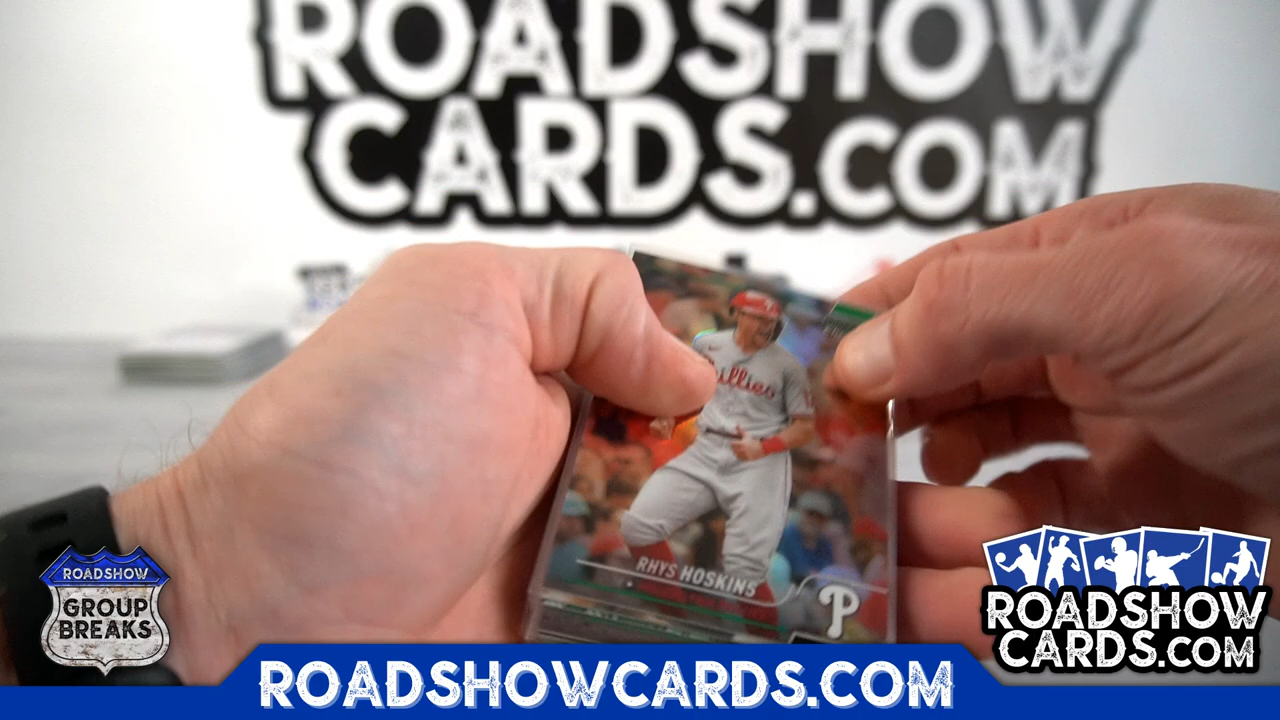 ROADSHOW
CARDS.COM
Phillies
RHYS HOSKINS
P
ROADSHOW
GROUP
BREAKS
ROADSHOW
CARDS.COM
ROADSHOWCARDS.COM